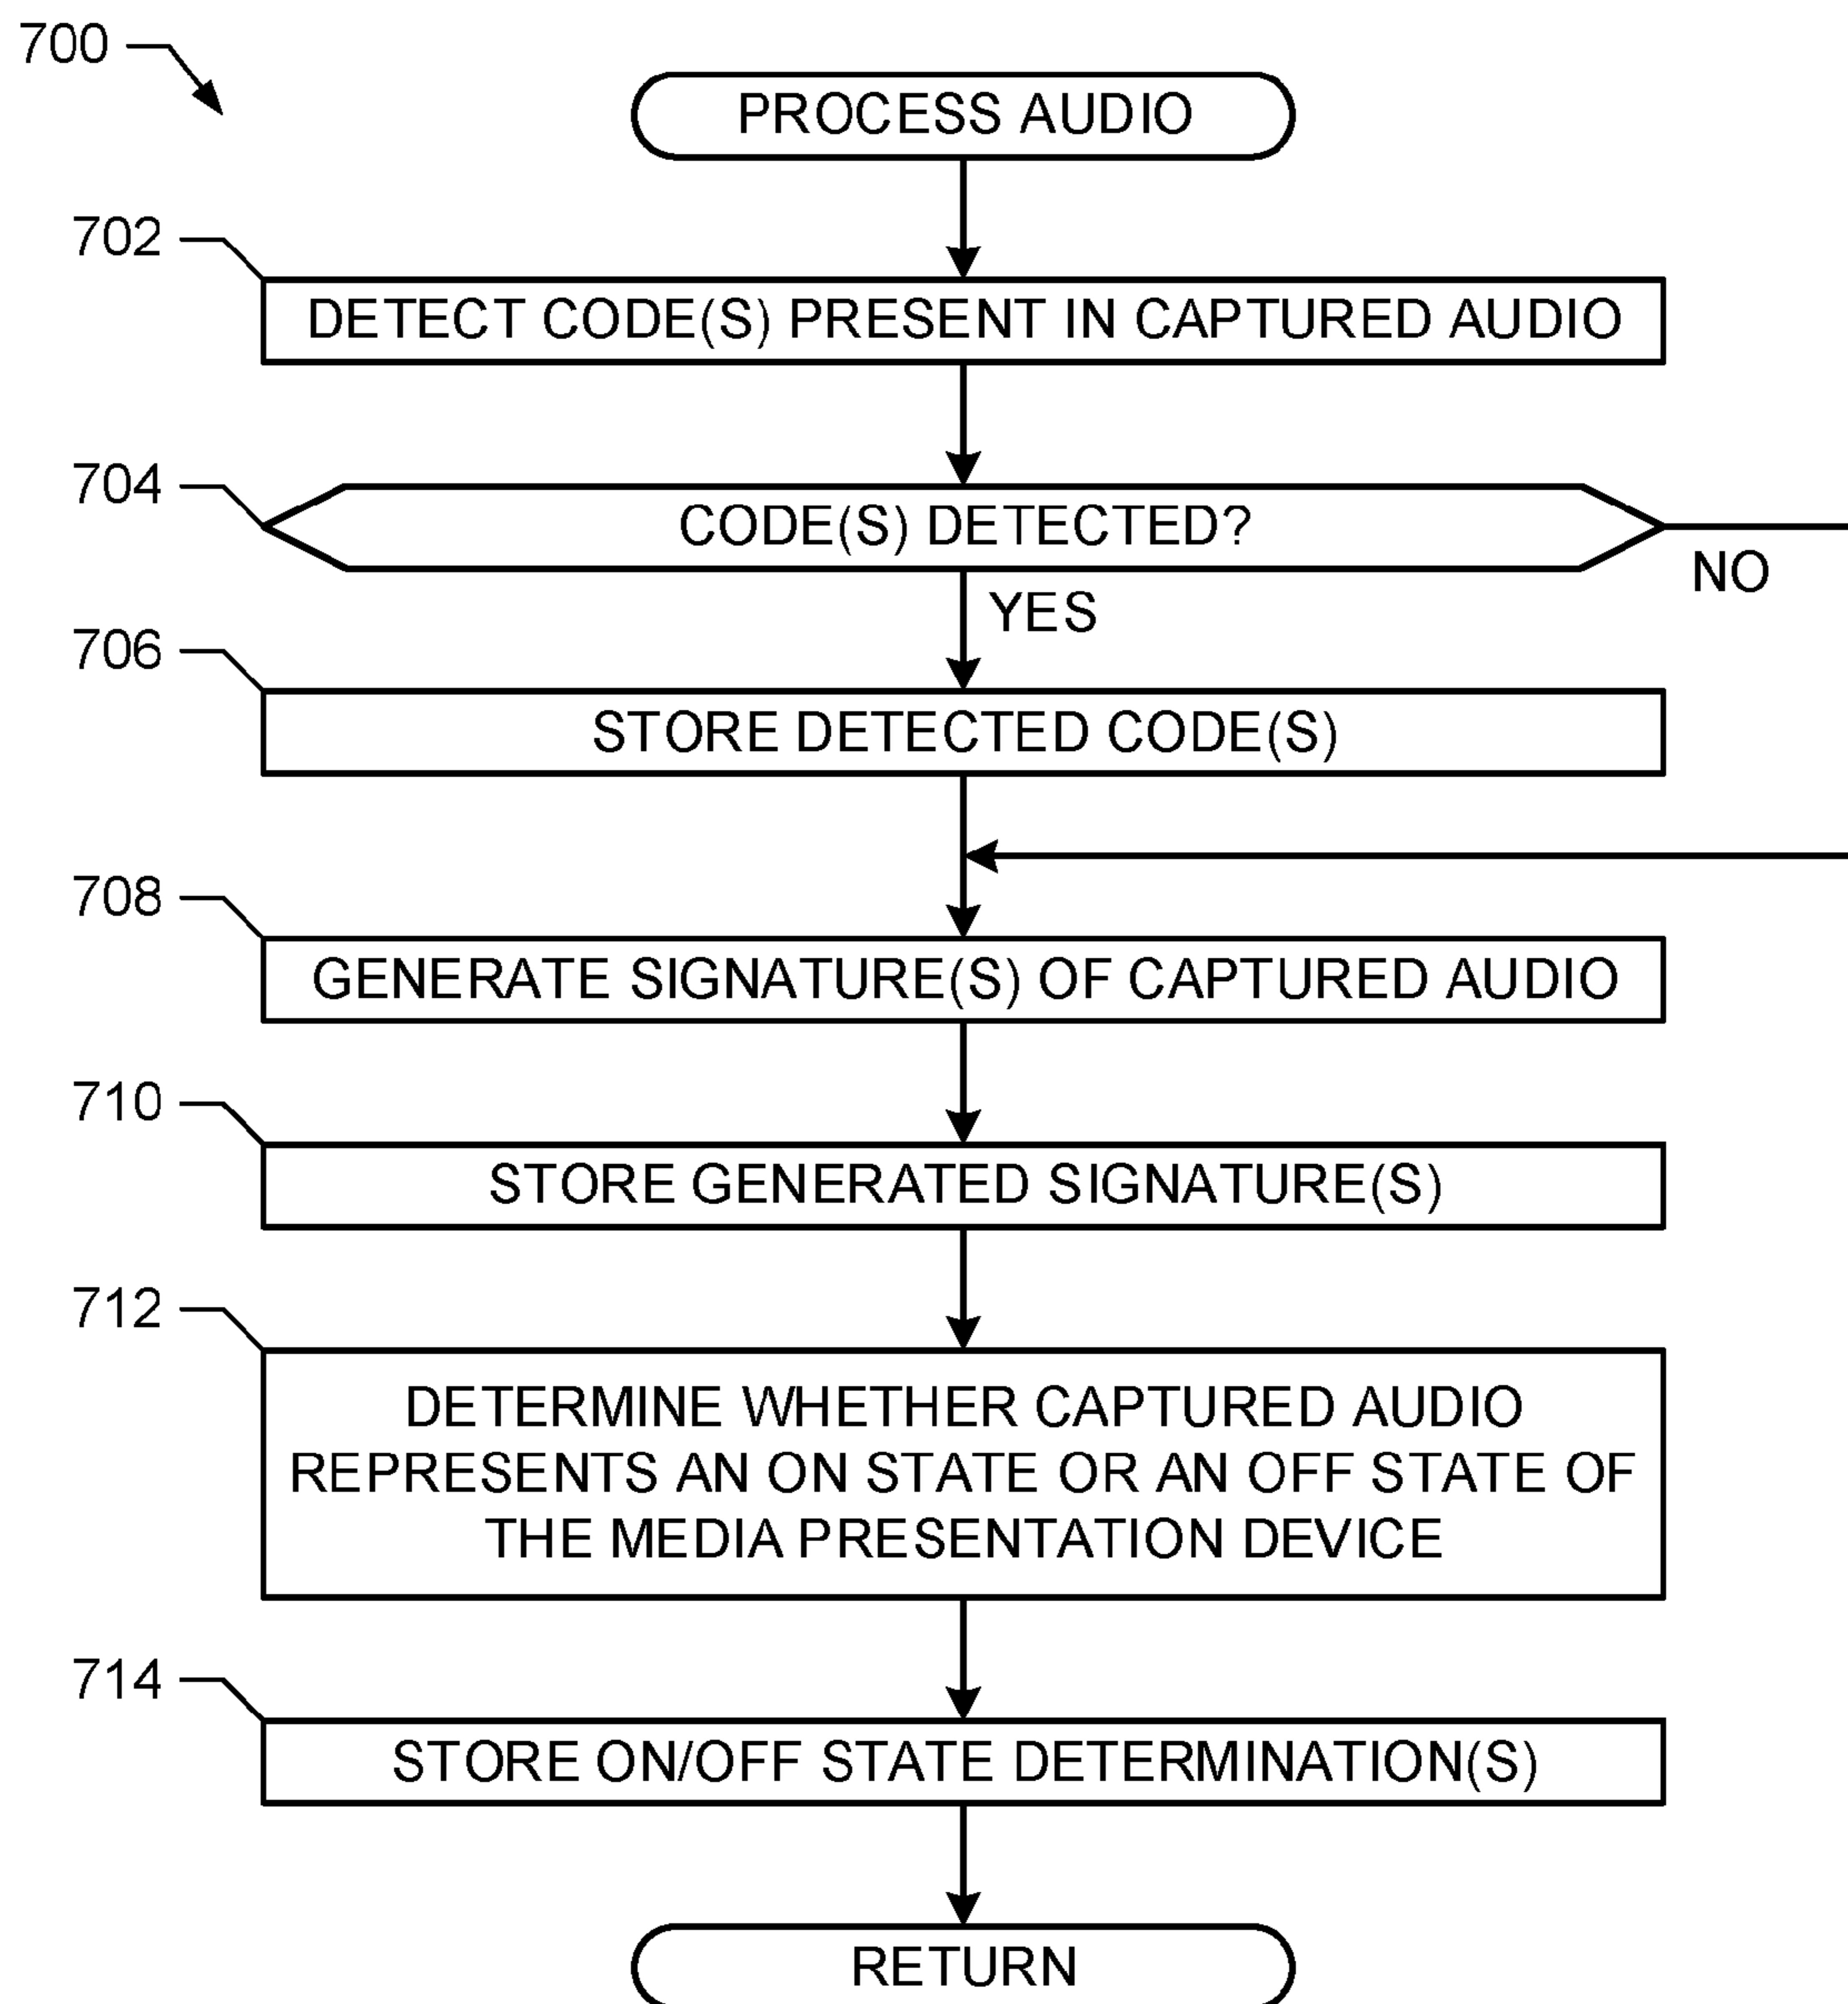 700
PROCESS AUDIO
702
DETECT CODE(S) PRESENT IN CAPTURED AUDIO
704
CODE(S) DETECTED?
NO
YES
706
STORE DETECTED CODE(S)
708
GENERATE SIGNATURE(S) OF CAPTURED AUDIO
710
STORE GENERATED SIGNATURE(S)
712
DETERMINE WHETHER CAPTURED AUDIO
REPRESENTS AN ON STATE OR AN OFF STATE OF
THE MEDIA PRESENTATION DEVICE
714
STORE ON/OFF STATE DETERMINATION(S)
RETURN